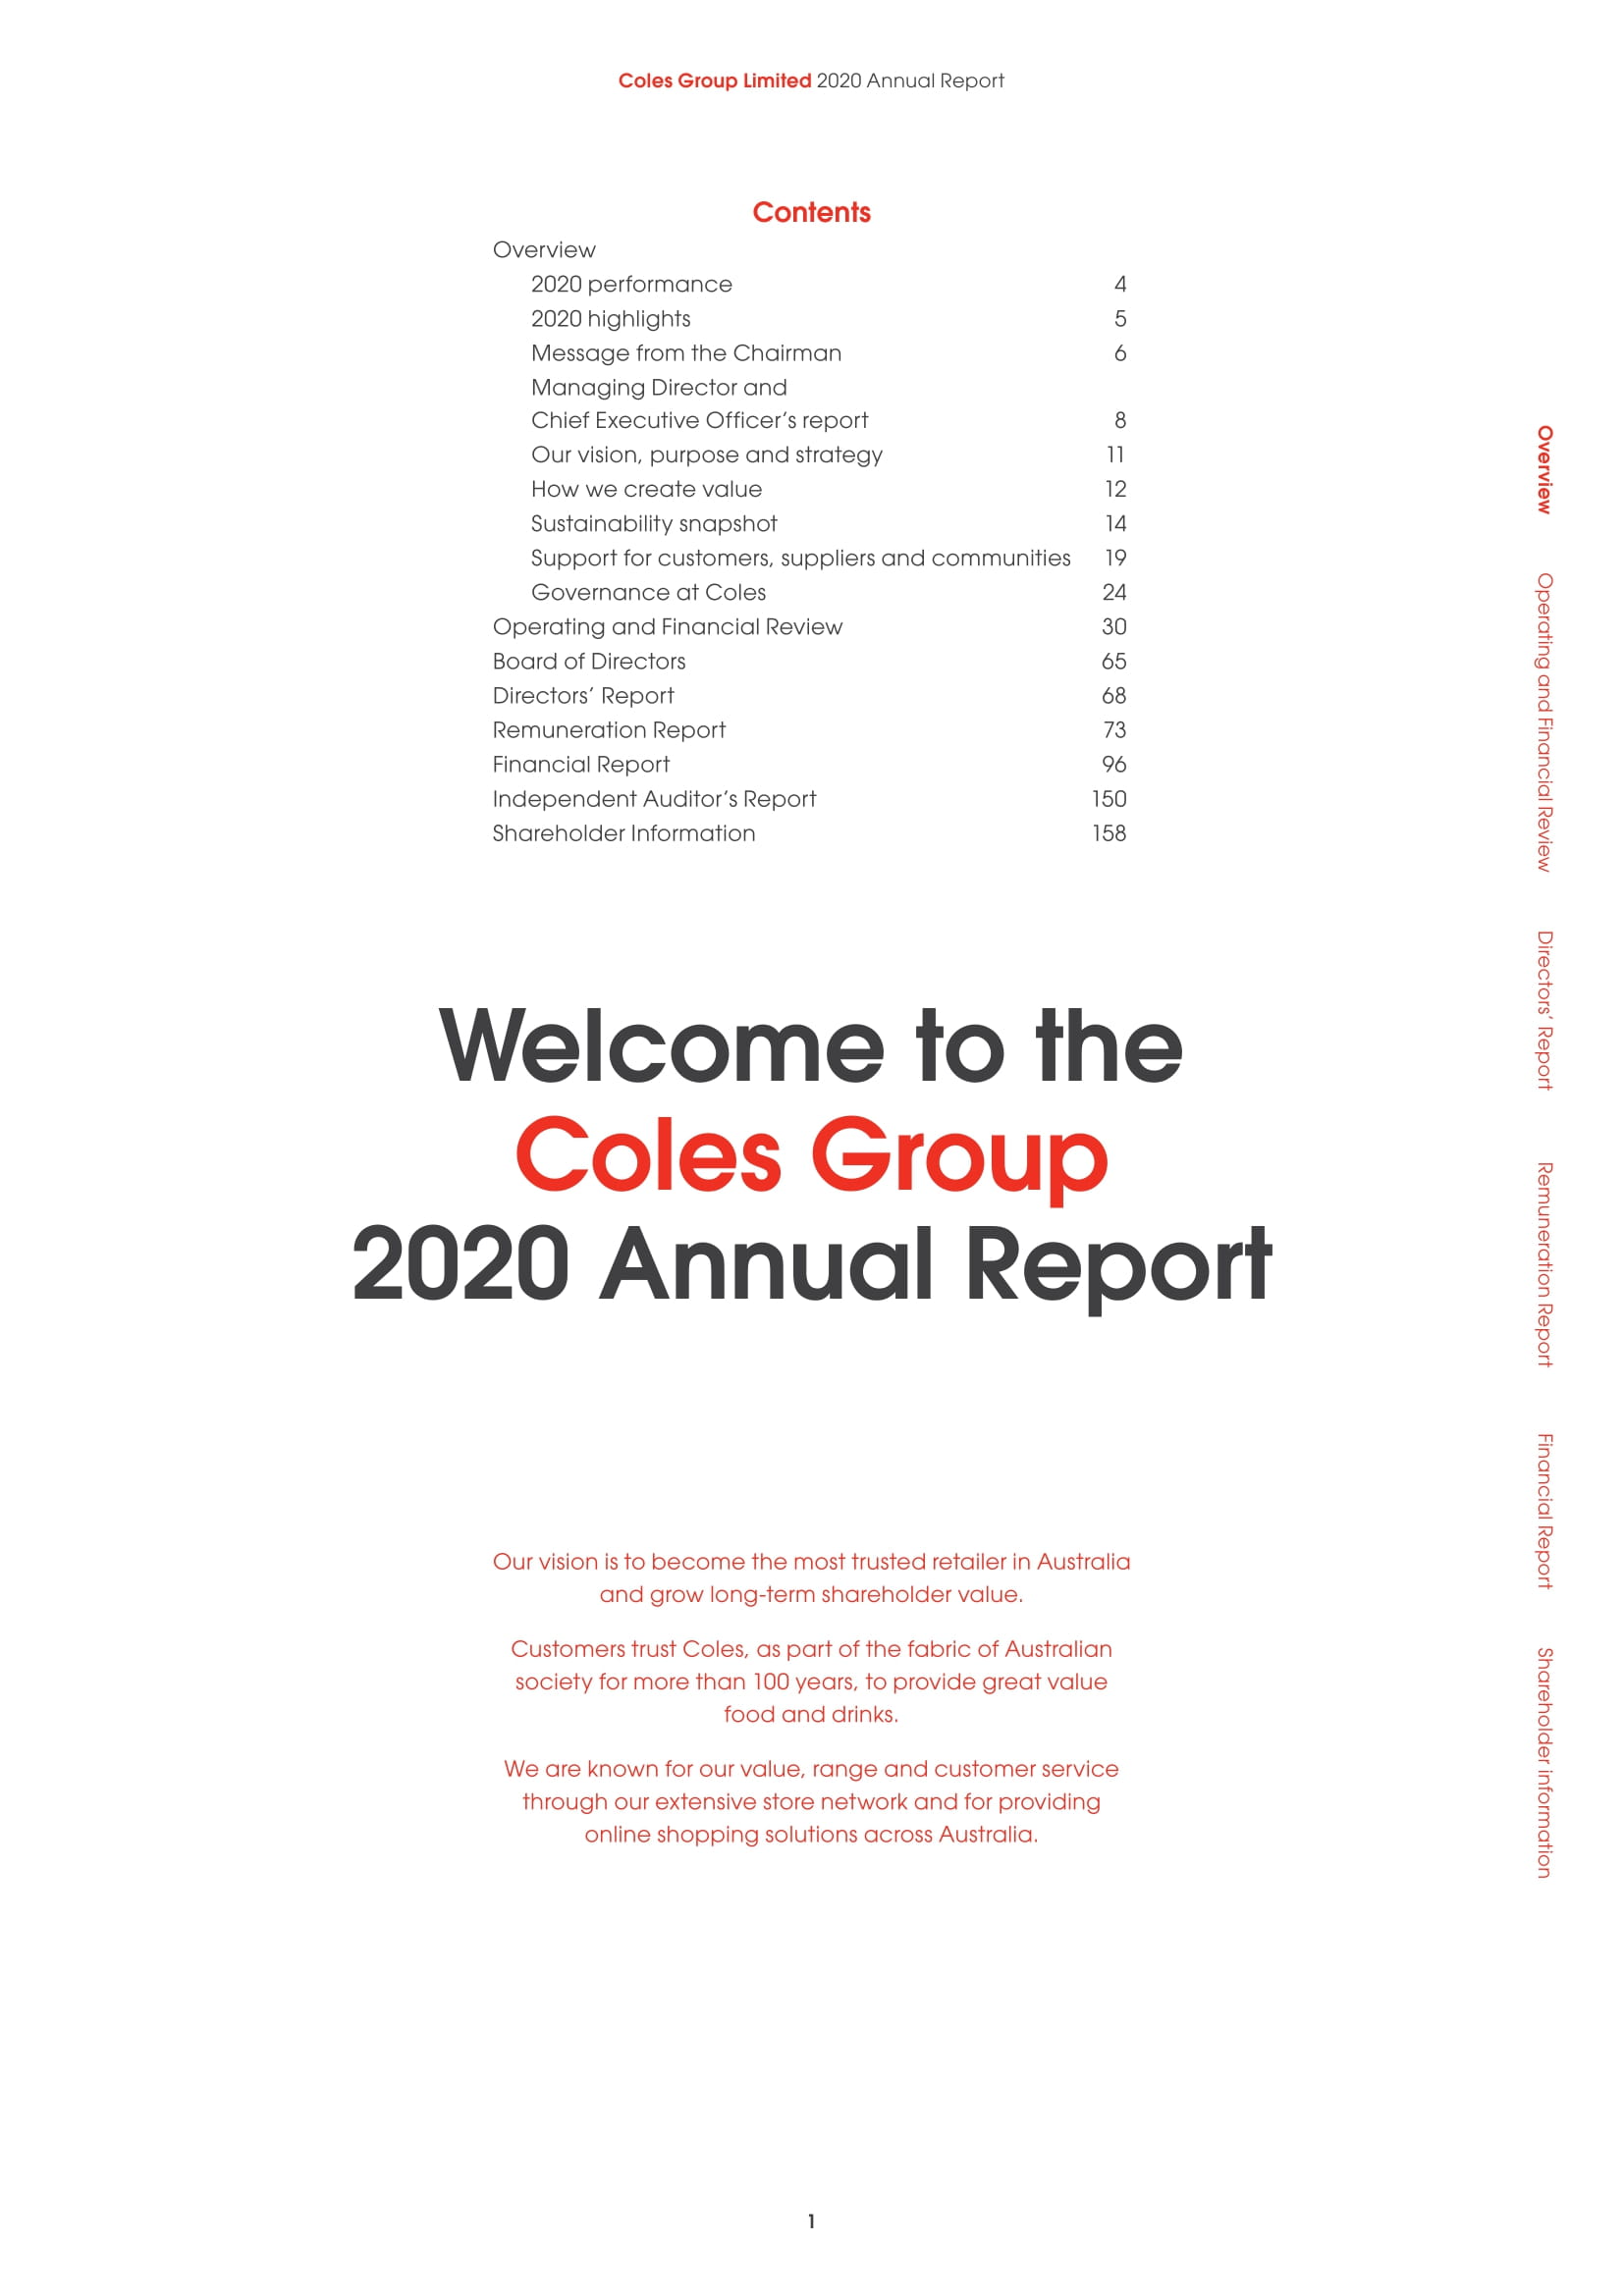 Coles Group Limited 2020 Annual Report
Contents
Overview
2020 performance 4
2020 highlights 5
Message from the Chairman 6
Managing Director and
Chief Executive Officer’s report 8
Our vision, purpose and strategy 11
How we create value 12
Sustainability snapshot 14
Support for customers, suppliers and communities 19
Governance at Coles 24
Operating and Financial Review 30
Board of Directors 65
Directors’ Report 68
Remuneration Report 73
Financial Report 96
Independent Auditor’s Report 150
Shareholder Information 158
Welcome to the
Coles Group
2020 Annual Report
Our vision is to become the most trusted retailer in Australia
and grow long-term shareholder value.
Customers trust Coles, as part of the fabric of Australian
society for more than 100 years, to provide great value
food and drinks.
We are known for our value, range and customer service
through our extensive store network and for providing
online shopping solutions across Australia.
Overview
Operating and Financial Review
Directors’ Report
Remuneration Report
Financial Report
Shareholder information
1